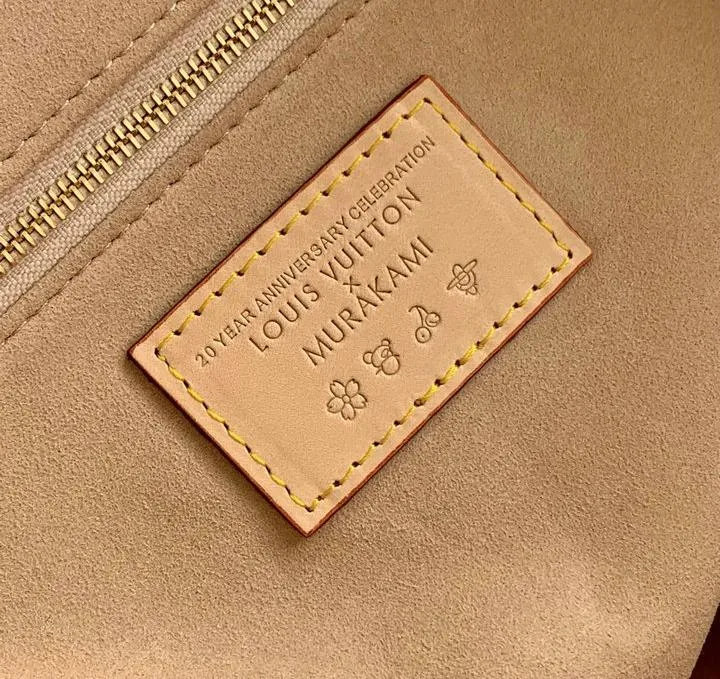 20 YEAR ANNIVERSARY CELEBRATION
LOUIS VUITTON
×
MURAKAMI